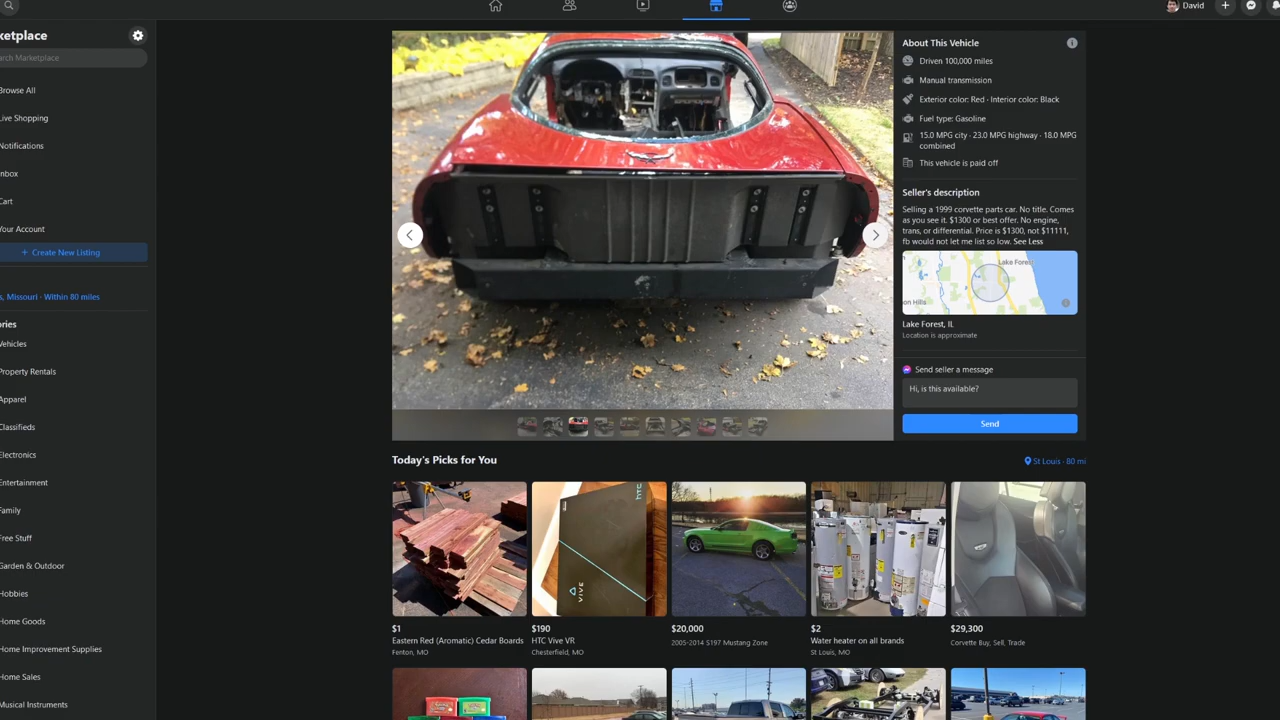 David
ketplace
arch Marketplace
Browse All
Live Shopping
Notifications
nbox
Cart
Your Account
+ Create New Listing
s, Missouri · Within 80 miles
ories
Vehicles
Property Rentals
Apparel
Classifieds
Electronics
Entertainment
Family
Free Stuff
Garden & Outdoor
Hobbies
Home Goods
Home Improvement Supplies
Home Sales
Musical Instruments
About This Vehicle
Driven 100,000 miles
Manual transmission
Exterior color: Red · Interior color: Black
Fuel type: Gasoline
15.0 MPG city · 23.0 MPG highway · 18.0 MPG
combined
This vehicle is paid off
Seller's description
Selling a 1999 corvette parts car. No title. Comes
as you see it. $1300 or best offer. No engine,
trans, or differential. Price is $1300, not $11111,
fb would not let me list so low. See Less
Lake Forest
on Hills
Lake Forest, IL
Location is approximate
Send seller a message
Hi, is this available?
Send
Today's Picks for You
St Louis · 80 mi
htc
VIVE
$1
Eastern Red (Aromatic) Cedar Boards
Fenton, MO
$190
HTC Vive VR
Chesterfield, MO
$20,000
2005-2014 S197 Mustang Zone
$2
Water heater on all brands
St Louis, MO
$29,300
Corvette Buy, Sell, Trade